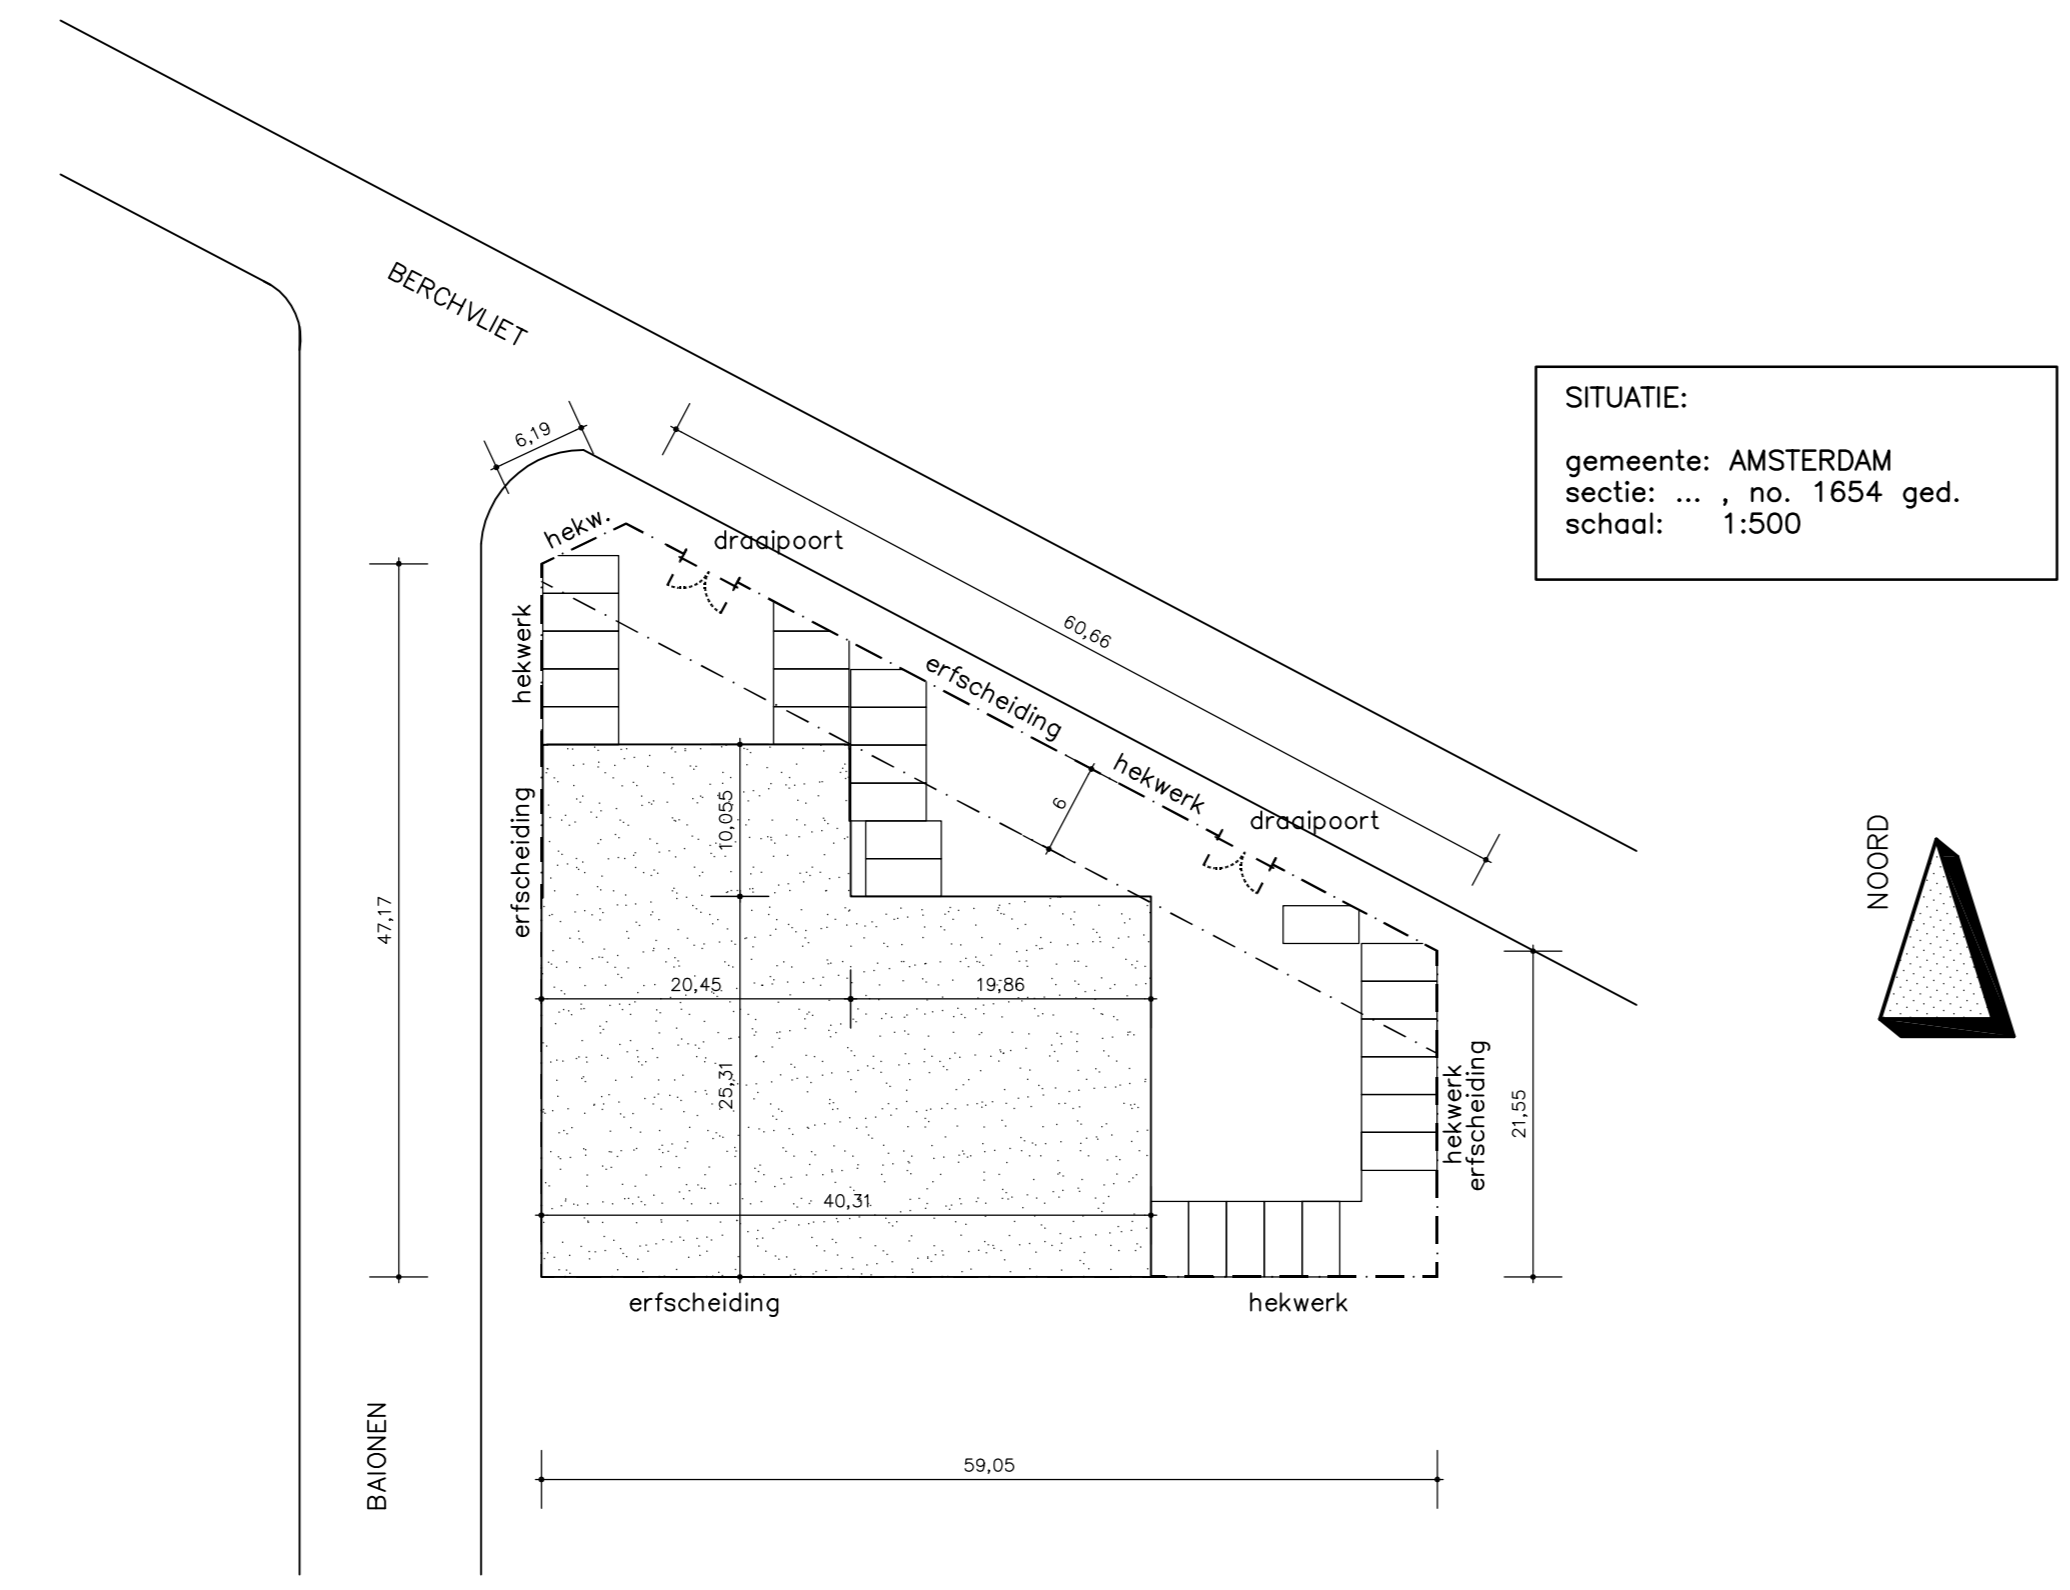 BERCHVLIET
SITUATIE:
gemeente: AMSTERDAM
sectie: ... , no. 1654 ged.
schaal: 1:500
6,19
hekw.
draaipoort
60,66
hekwerk
erfscheiding
hekwerk
6
draaipoort
erfscheiding
10,055
NOORD
47,17
20,45
19,86
25,31
hekwerk
erfscheiding
21,55
40,31
erfscheiding
hekwerk
BAIONEN
59,05